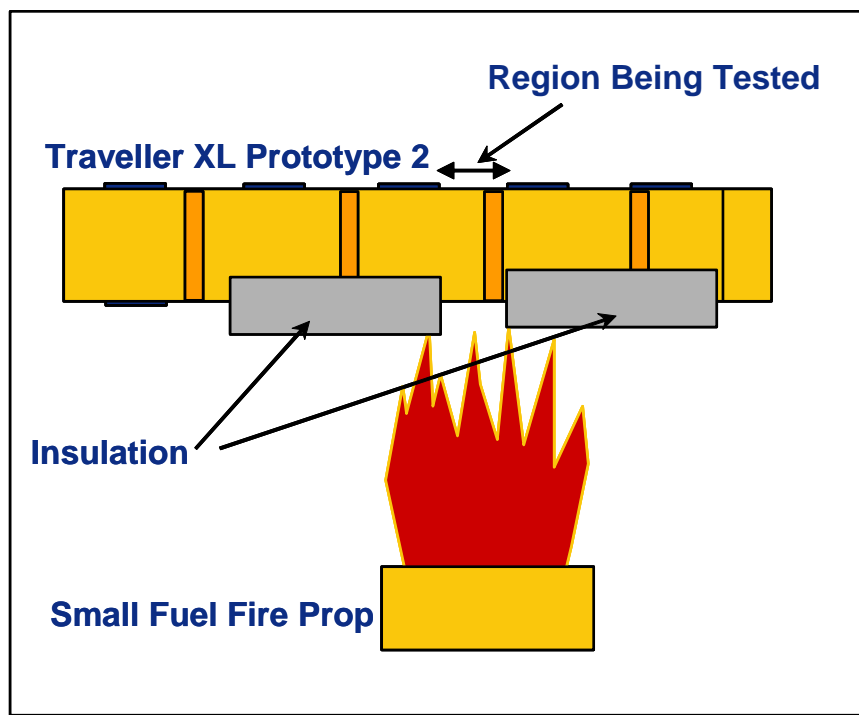 Region Being Tested
Traveller XL Prototype 2
Insulation
Small Fuel Fire Prop